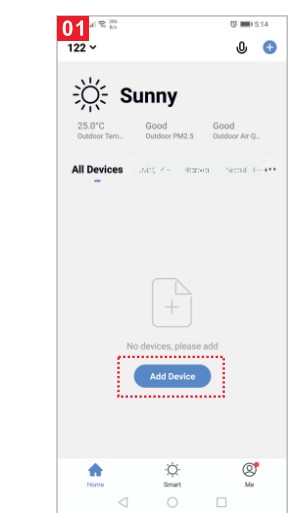 01
5:14
122
Sunny
25.0°C Good Good
Outdoor Tem... Outdoor PM2.5 Outdoor Air Q...
All Devices
No devices, please add
Add Device
Home Smart Me